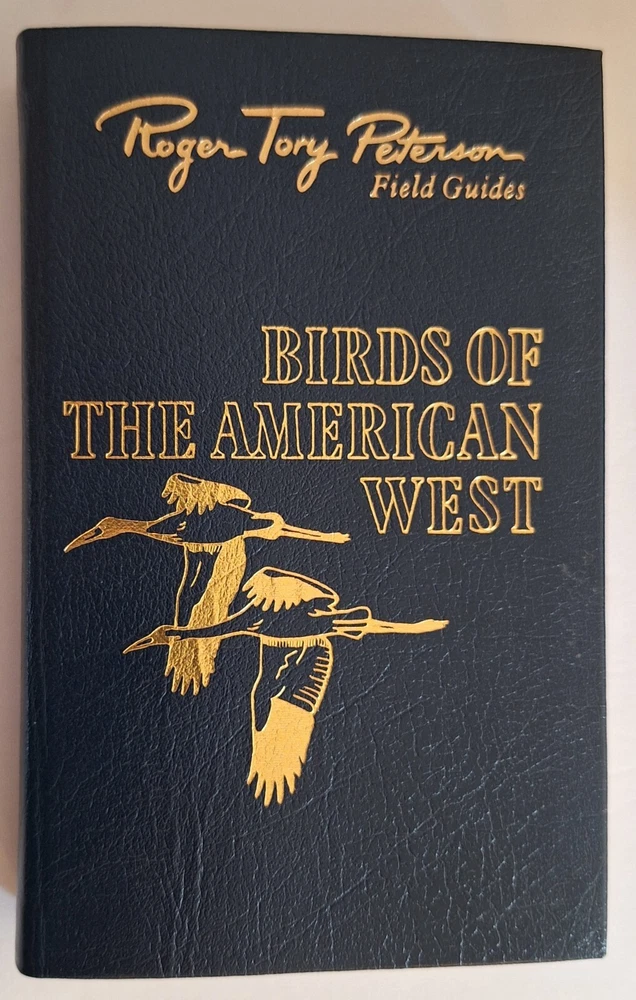 Roger Tory Peterson
Field Guides
BIRDS OF
THE AMERICAN
WEST